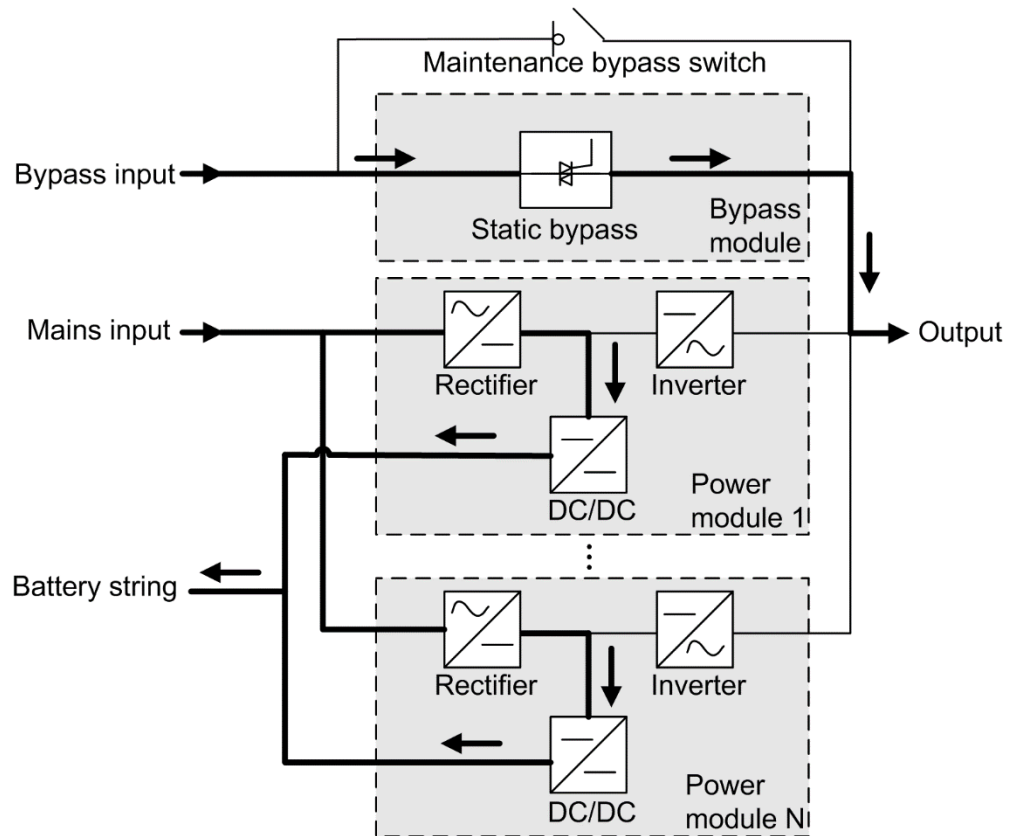 Maintenance bypass switch
Bypass input
Static bypass
Bypass
module
Mains input
Rectifier
Inverter
Output
DC/DC
Power
module 1
Battery string
Rectifier
Inverter
DC/DC
Power
module N